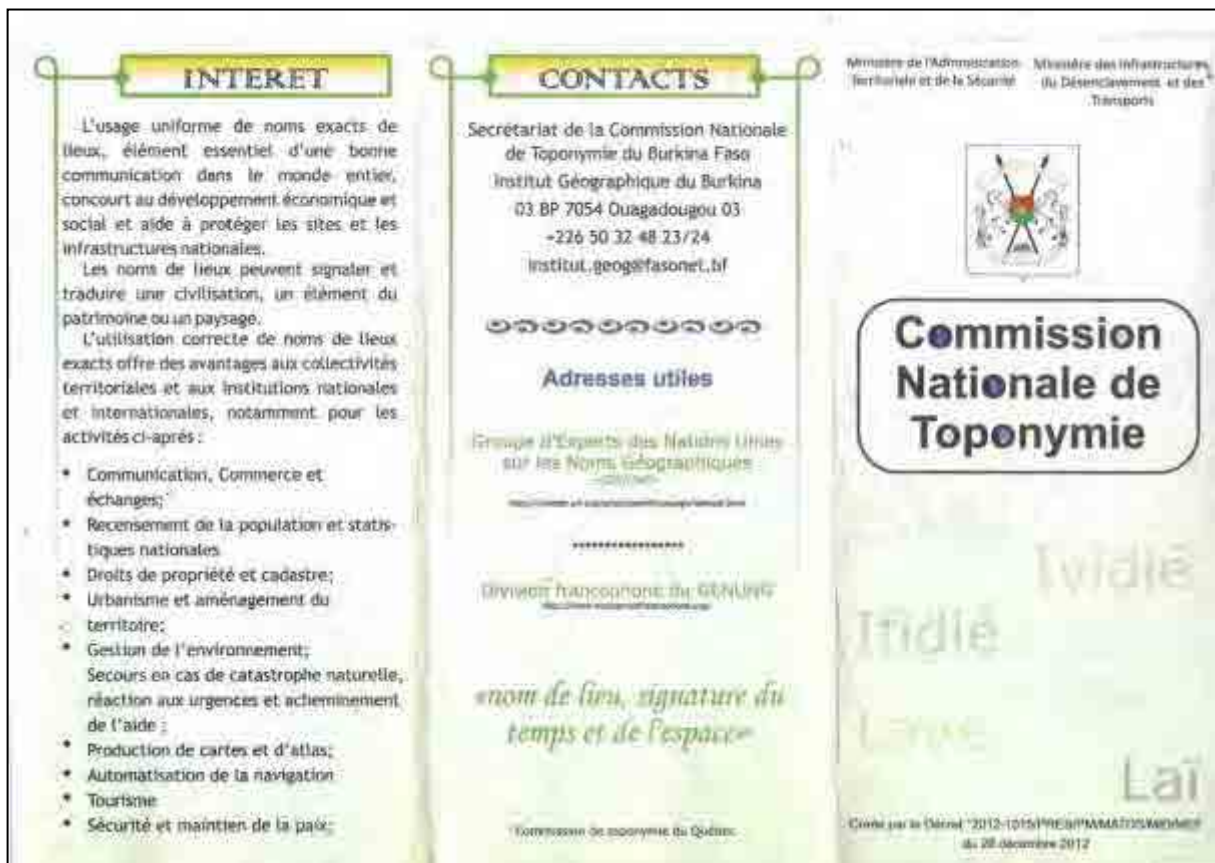 INTERET
L'usage uniforme de noms exacts de
lieux, élément essentiel d'une bonne
communication dans le monde entier,
concourt au développement économique et
social et aide à protéger les sites et les
infrastructures nationales.
Les noms de lieux peuvent signaler et
traduire une civilisation, un élément du
patrimoine ou un paysage.
L'utilisation correcte de noms de lieux
exacts offre des avantages aux collectivités
territoriales et aux institutions nationales
et internationales, notamment pour les
activités ci-après :
• Communication, Commerce et
échanges;
• Recensement de la population et statis-
tiques nationales
• Droits de propriété et cadastre;
• Urbanisme et aménagement du
territoire;
• Gestion de l'environnement;
Secours en cas de catastrophe naturelle,
réaction aux urgences et acheminement
de l'aide ;
• Production de cartes et d'atlas;
• Automatisation de la navigation
• Tourisme
• Sécurité et maintien de la paix;
CONTACTS
Secrétariat de la Commission Nationale
de Toponymie du Burkina Faso
Institut Géographique du Burkina
03 BP 7054 Ouagadougou 03
+226 50 32 48 23/24
institut.geog@fasonet.bf
Adresses utiles
Groupe d'Experts des Nations Unies
sur les Noms Géographiques
Division francophone du GENUNG
«nom de lieu, signature du
temps et de l'espace»
Commission de toponymie du Québec
Ministère de l'Administration
Territoriale et de la Sécurité
Ministère des Infrastructures
du Désenclavement et des
Transports
Commission
Nationale de
Toponymie
Ividié
Ifidié
Laï
Créée par le Décret
du 28 décembre 2012